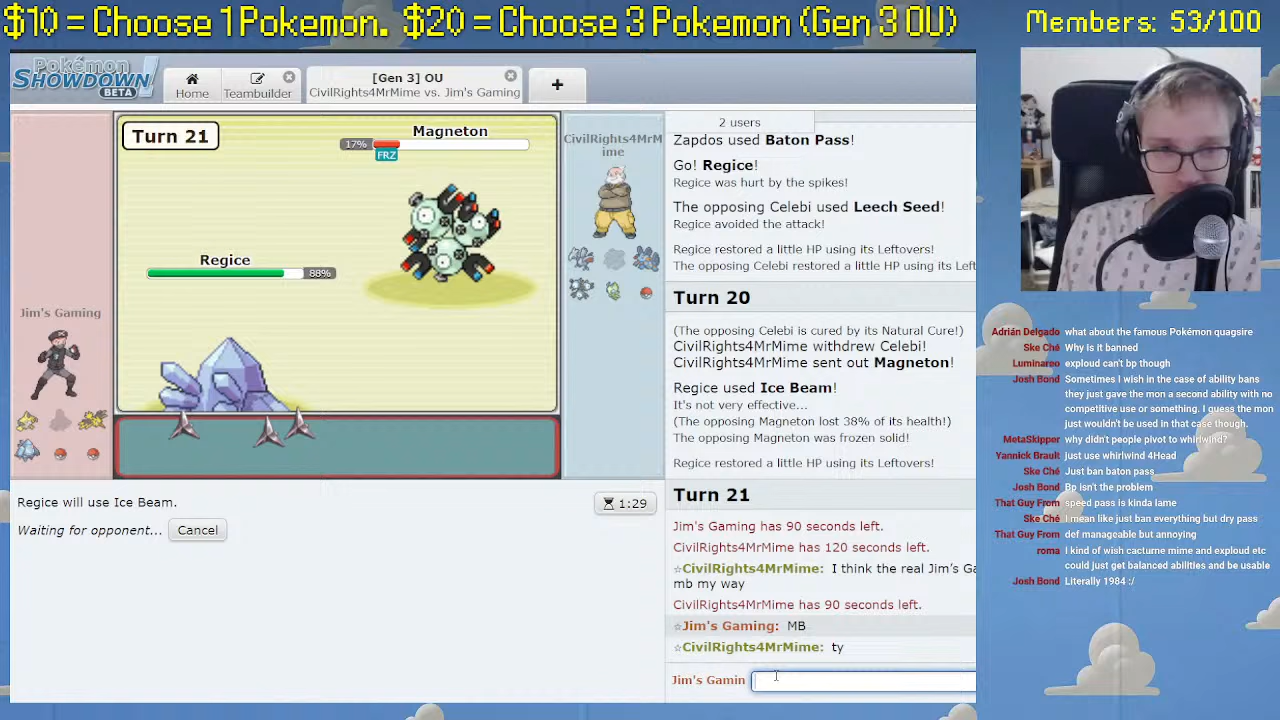 $10 = Choose 1 Pokemon. $20 = Choose 3 Pokemon (Gen 3 OU)
Members: 53/100
Pokémon
SHOWDOWN!
BETA
Home
Teambuilder
[Gen 3] OU
CivilRights4MrMime vs. Jim's Gaming
+
Turn 21
Magneton
17%
FRZ
Regice
88%
Jim's Gaming
CivilRights4MrM
ime
2 users
Zapdos used Baton Pass!
Go! Regice!
Regice was hurt by the spikes!
The opposing Celebi used Leech Seed!
Regice avoided the attack!
Regice restored a little HP using its Leftovers!
The opposing Celebi restored a little HP using its Left
Turn 20
(The opposing Celebi is cured by its Natural Cure!)
CivilRights4MrMime withdrew Celebi!
CivilRights4MrMime sent out Magneton!
Regice used Ice Beam!
It's not very effective...
(The opposing Magneton lost 38% of its health!)
The opposing Magneton was frozen solid!
Regice restored a little HP using its Leftovers!
Turn 21
Jim's Gaming has 90 seconds left.
CivilRights4MrMime has 120 seconds left.
☆CivilRights4MrMime: I think the real Jim's Ga
mb my way
CivilRights4MrMime has 90 seconds left.
☆Jim's Gaming: MB
☆CivilRights4MrMime: ty
Jim's Gamin
Regice will use Ice Beam.
1:29
Waiting for opponent...
Cancel
Adrián Delgado what about the famous Pokémon quagsire
Ske Ché Why is it banned
Luminareo exploud can't bp though
Josh Bond Sometimes I wish in the case of ability bans
they just gave the mon a second ability with no
competitive use or something. I guess the mon
just wouldn't be used in that case though.
MetaSkipper why didn't people pivot to whirlwind?
Yannick Brault Just use whirlwind 4Head
Ske Ché Just ban baton pass
Josh Bond Bp isn't the problem
That Guy From speed pass is kinda lame
Ske Ché I mean like just ban everything but dry pass
That Guy From def manageable but annoying
roma I kind of wish cacturne mime and exploud etc
could just get balanced abilities and be usable
Josh Bond Literally 1984 :/